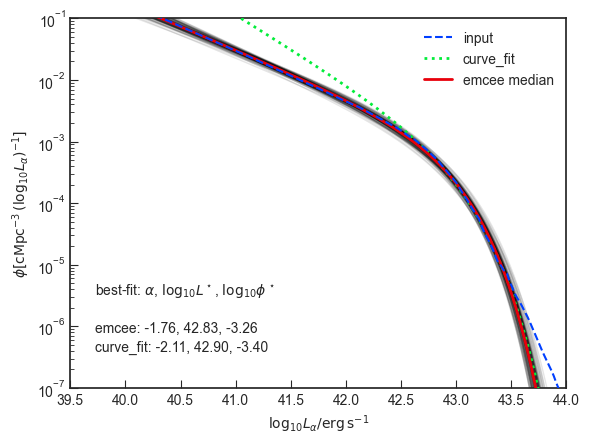 10⁻¹
10⁻²
10⁻³
10⁻⁴
10⁻⁵
10⁻⁶
10⁻⁷
ϕ[cMpc⁻³ (log₁₀Lα)⁻¹]
input
curve_fit
emcee median
best-fit: α, log₁₀L*, log₁₀ϕ*
emcee: -1.76, 42.83, -3.26
curve_fit: -2.11, 42.90, -3.40
39.5 40.0 40.5 41.0 41.5 42.0 42.5 43.0 43.5 44.0
log₁₀Lα/erg s⁻¹